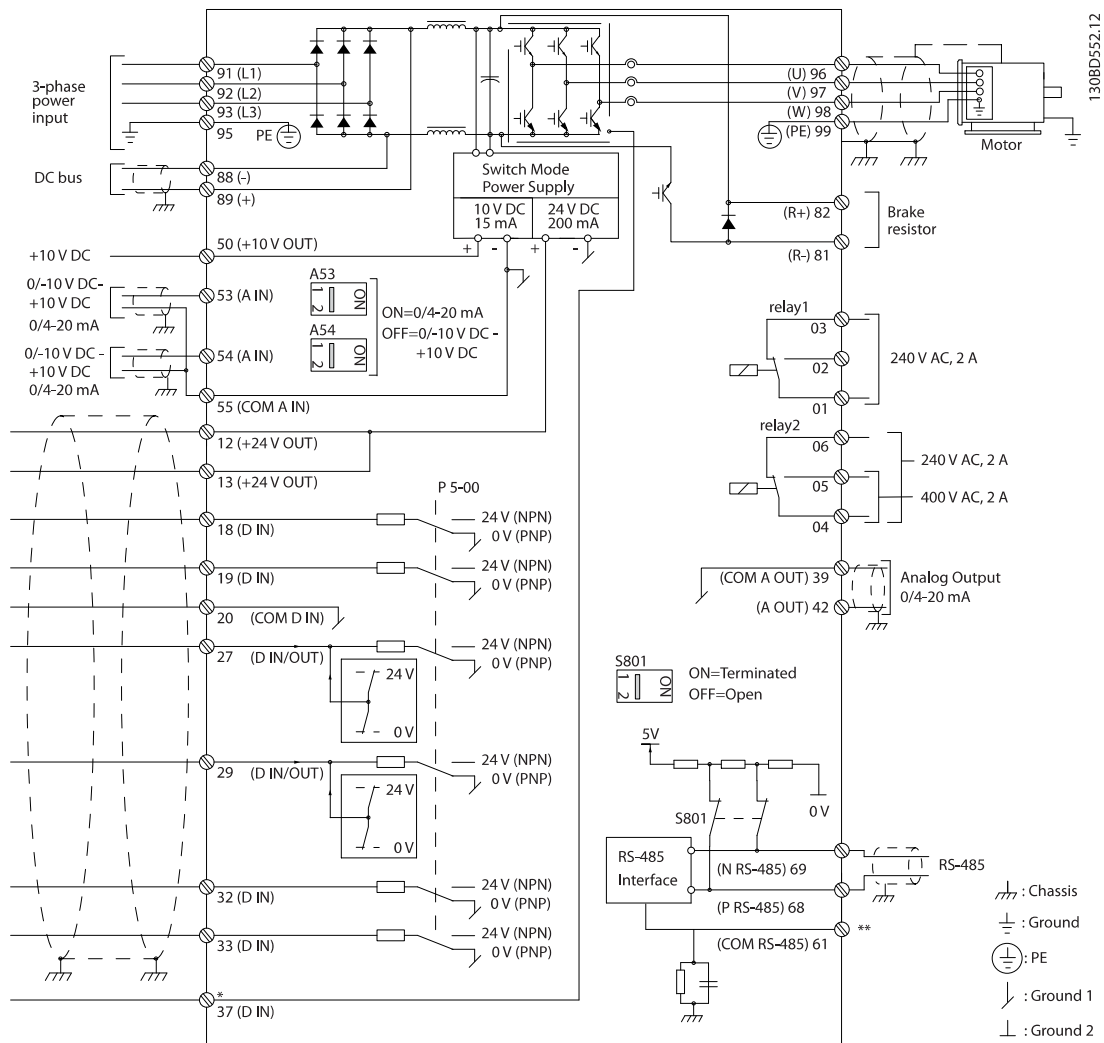 130BD552.12
3-phase
power
input
91 (L1)
92 (L2)
93 (L3)
95
PE
DC bus
88 (-)
89 (+)
Switch Mode
Power Supply
10 V DC
15 mA
24 V DC
200 mA
+ - + -
(U) 96
(V) 97
(W) 98
(PE) 99
Motor
(R+) 82
(R-) 81
Brake
resistor
+10 V DC
50 (+10 V OUT)
0/-10 V DC-
+10 V DC
0/4-20 mA
53 (A IN)
0/-10 V DC -
+10 V DC
0/4-20 mA
54 (A IN)
55 (COM A IN)
A53
1 2
ON
A54
1 2
ON
ON=0/4-20 mA
OFF=0/-10 V DC -
+10 V DC
relay1
03
02
01
240 V AC, 2 A
relay2
06
05
04
240 V AC, 2 A
400 V AC, 2 A
12 (+24 V OUT)
13 (+24 V OUT)
P 5-00
18 (D IN)
24 V (NPN)
0 V (PNP)
19 (D IN)
24 V (NPN)
0 V (PNP)
20 (COM D IN)
27 (D IN/OUT)
24 V (NPN)
0 V (PNP)
24 V
0 V
29 (D IN/OUT)
24 V (NPN)
0 V (PNP)
24 V
0 V
32 (D IN)
24 V (NPN)
0 V (PNP)
33 (D IN)
24 V (NPN)
0 V (PNP)
*
37 (D IN)
(COM A OUT) 39
(A OUT) 42
Analog Output
0/4-20 mA
S801
1 2
ON
ON=Terminated
OFF=Open
5V
0 V
S801
RS-485
Interface
(N RS-485) 69
(P RS-485) 68
(COM RS-485) 61
**
RS-485
: Chassis
: Ground
: PE
: Ground 1
: Ground 2